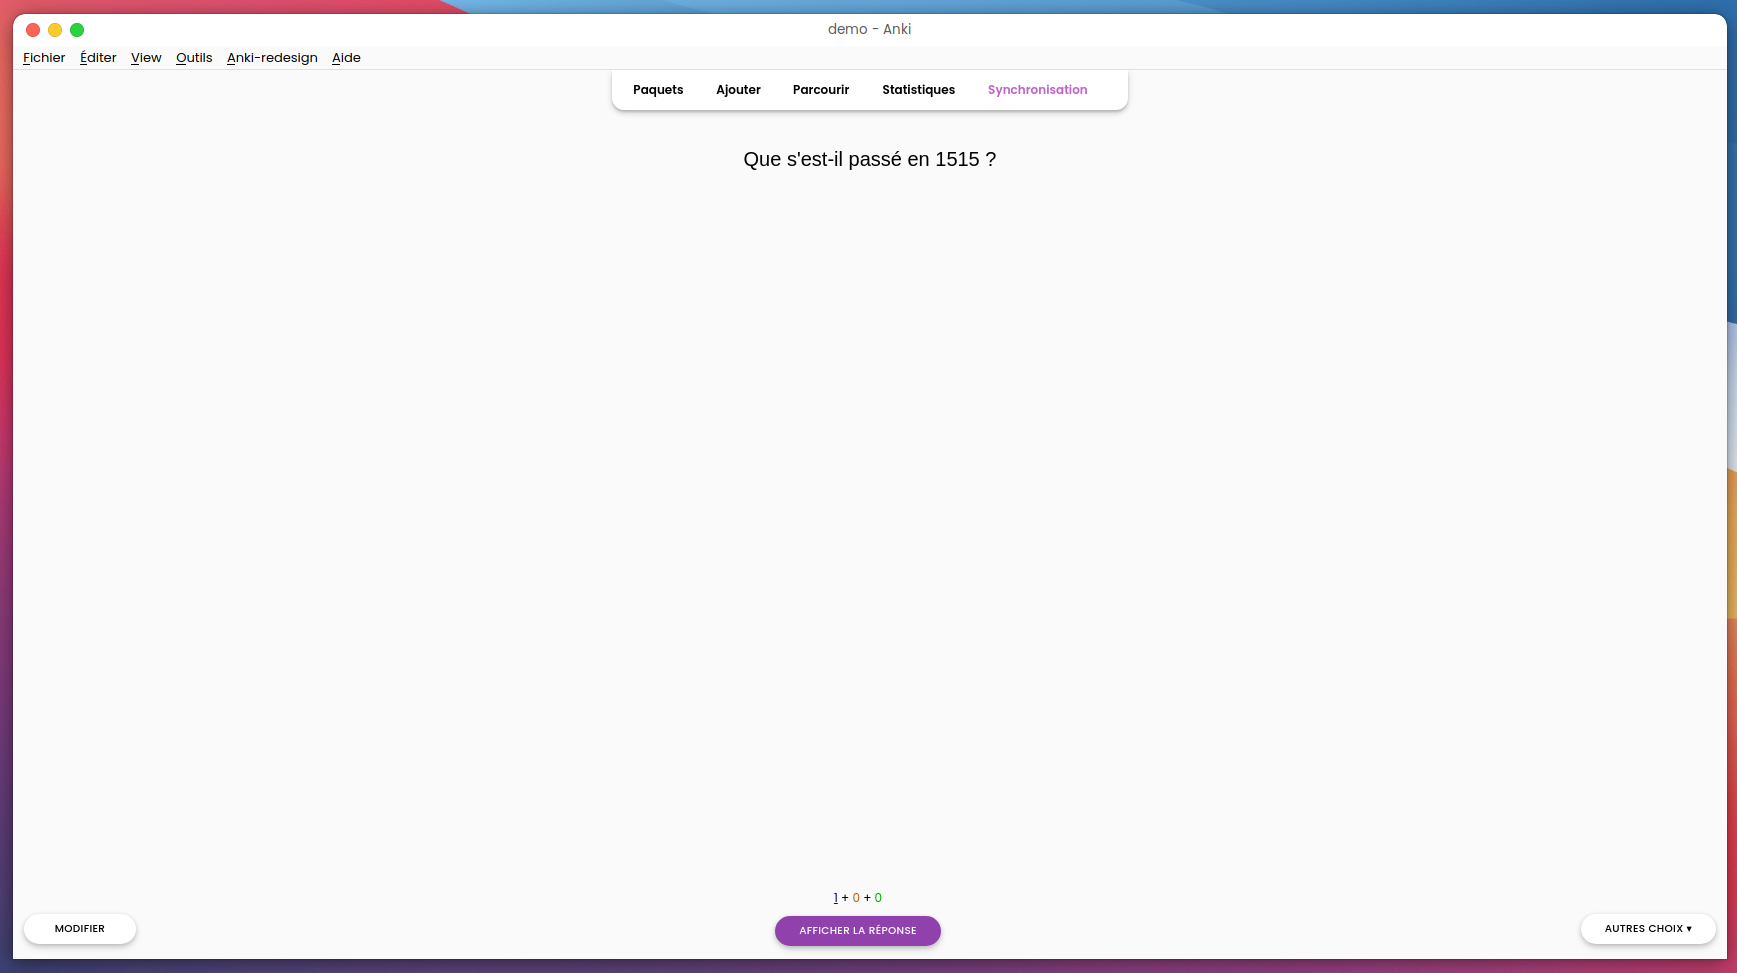 demo - Anki
Fichier Éditer View Outils Anki-redesign Aide
Paquets Ajouter Parcourir Statistiques Synchronisation
Que s'est-il passé en 1515 ?
1 + 0 + 0
MODIFIER AFFICHER LA RÉPONSE AUTRES CHOIX ▾